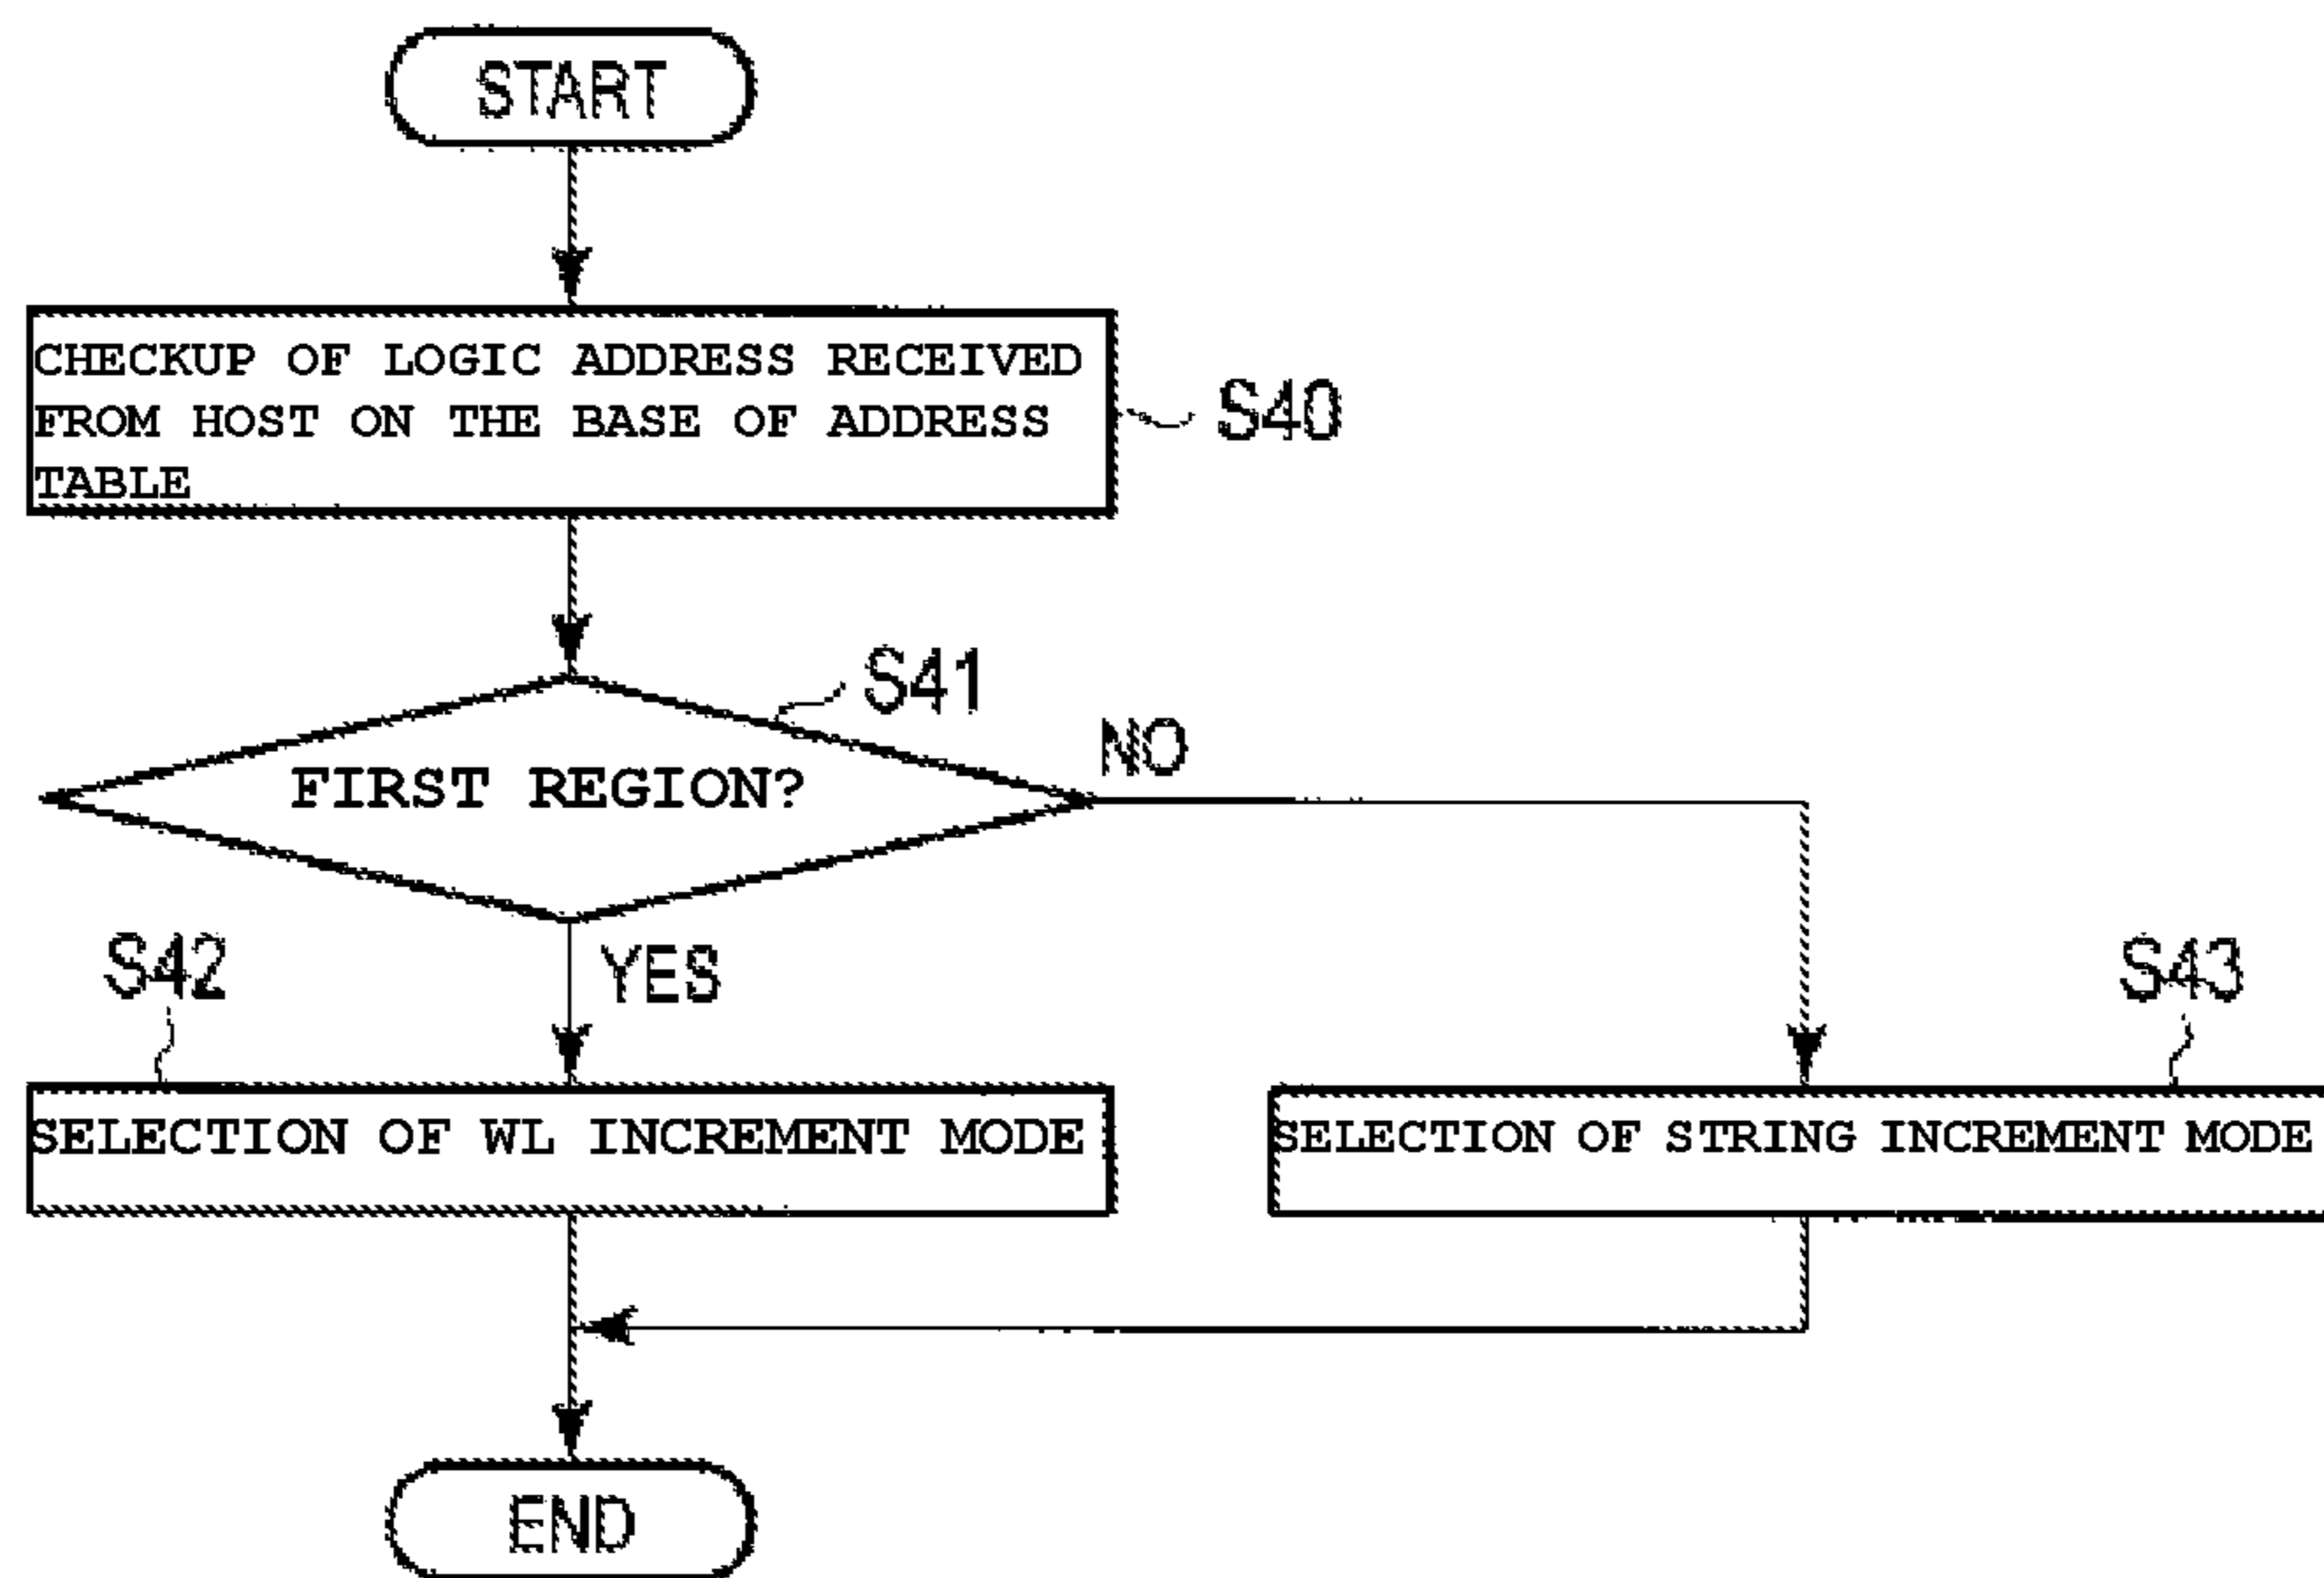 START
CHECKUP OF LOGIC ADDRESS RECEIVED
FROM HOST ON THE BASE OF ADDRESS
TABLE
S40
S41
FIRST REGION?
NO
YES
S42
S43
SELECTION OF WL INCREMENT MODE
SELECTION OF STRING INCREMENT MODE
END